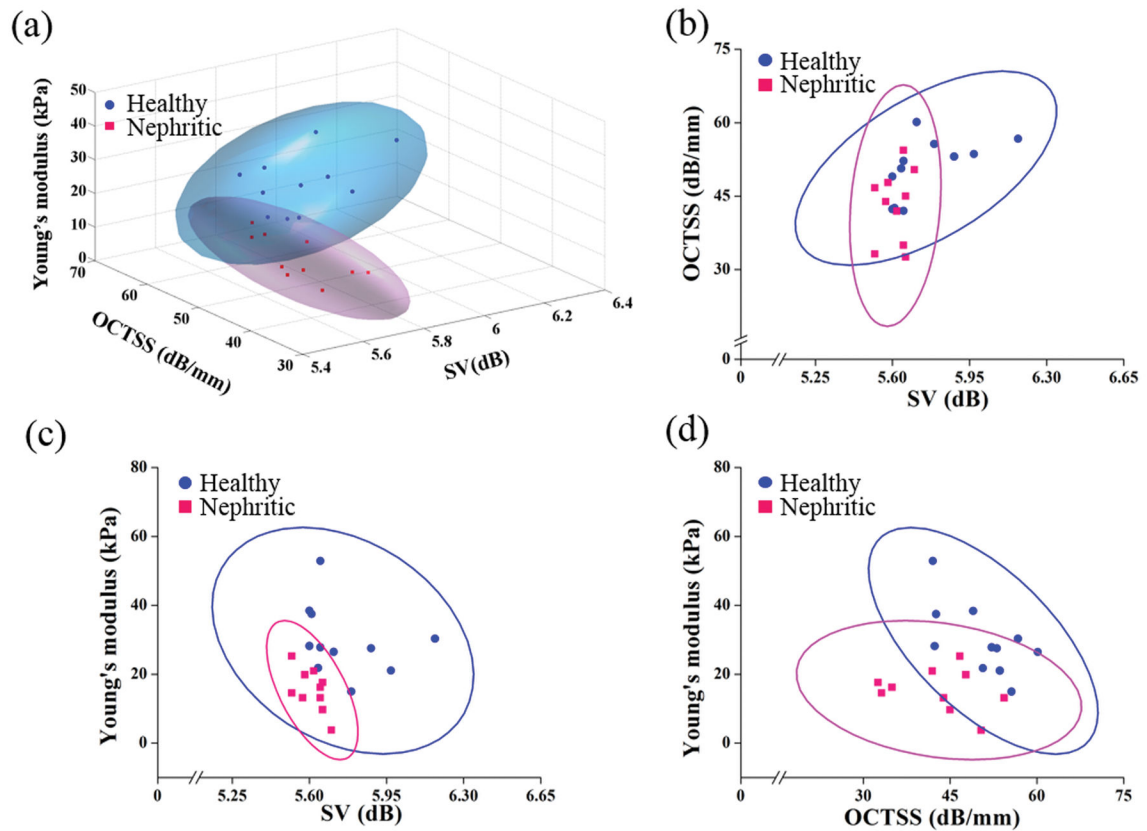 (a)
Young's modulus (kPa)
50
40
30
20
10
0
Healthy
Nephritic
70
60
50
40
30
OCTSS (dB/mm)
5.4
5.6
5.8
6
6.2
6.4
SV(dB)
(b)
OCTSS (dB/mm)
75
60
45
30
0
Healthy
Nephritic
0 5.25 5.60 5.95 6.30 6.65
SV (dB)
(c)
Young's modulus (kPa)
80
60
40
20
0
Healthy
Nephritic
0 5.25 5.60 5.95 6.30 6.65
SV (dB)
(d)
Young's modulus (kPa)
80
60
40
20
0
Healthy
Nephritic
0 30 45 60 75
OCTSS (dB/mm)